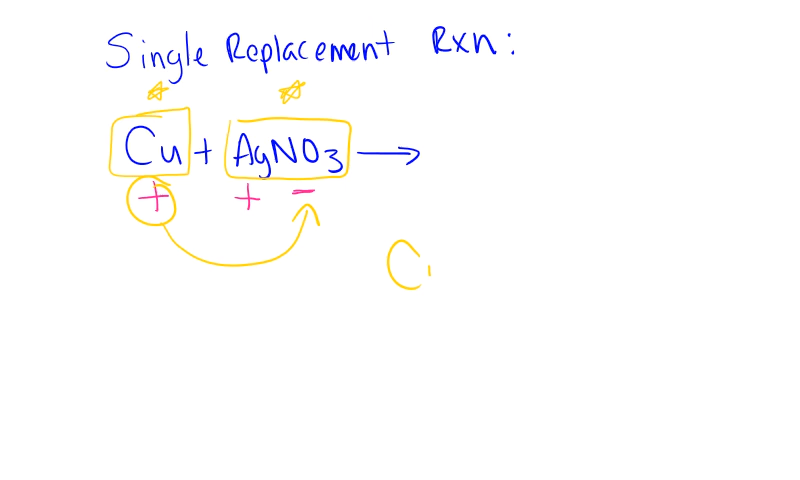 Single Replacement Rxn:
Cu + AgNO3 →
+ + −
C